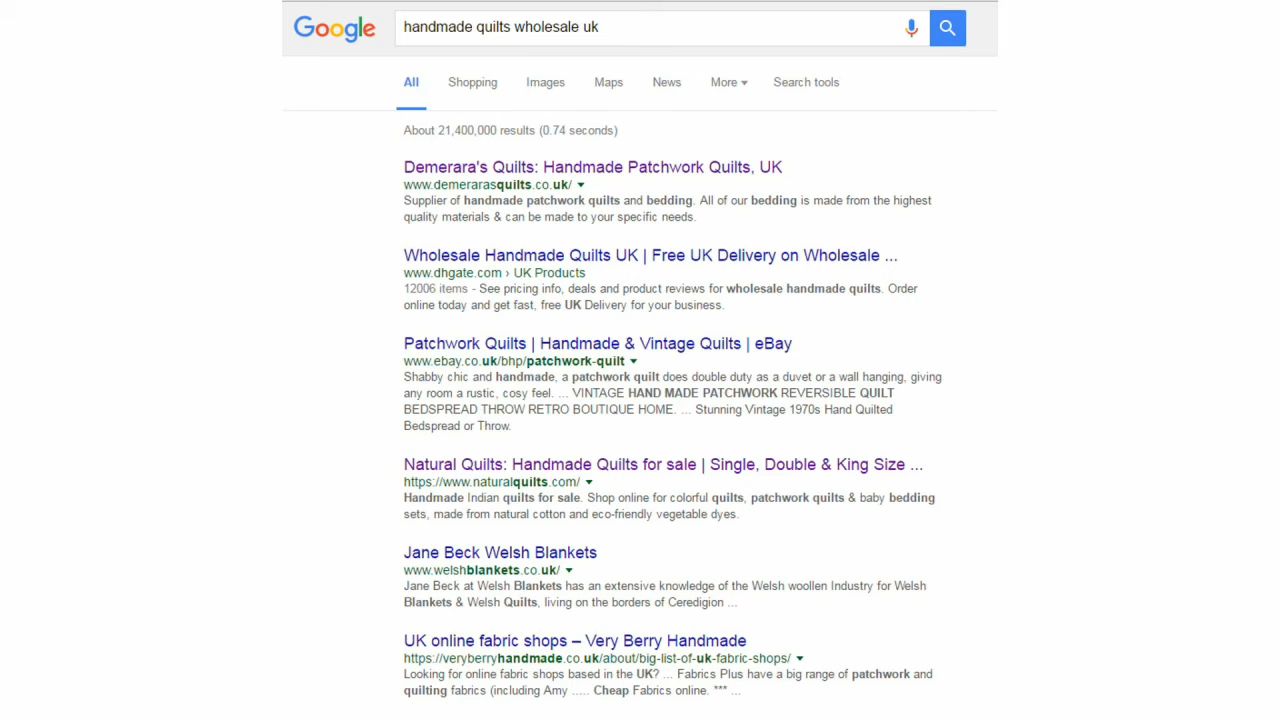 Google
handmade quilts wholesale uk
All Shopping Images Maps News More Search tools
About 21,400,000 results (0.74 seconds)
Demerara's Quilts: Handmade Patchwork Quilts, UK
www.demerarasquilts.co.uk/
Supplier of handmade patchwork quilts and bedding. All of our bedding is made from the highest
quality materials & can be made to your specific needs.
Wholesale Handmade Quilts UK | Free UK Delivery on Wholesale ...
www.dhgate.com › UK Products
12006 items - See pricing info, deals and product reviews for wholesale handmade quilts. Order
online today and get fast, free UK Delivery for your business.
Patchwork Quilts | Handmade & Vintage Quilts | eBay
www.ebay.co.uk/bhp/patchwork-quilt
Shabby chic and handmade, a patchwork quilt does double duty as a duvet or a wall hanging, giving
any room a rustic, cosy feel. ... VINTAGE HAND MADE PATCHWORK REVERSIBLE QUILT
BEDSPREAD THROW RETRO BOUTIQUE HOME. ... Stunning Vintage 1970s Hand Quilted
Bedspread or Throw.
Natural Quilts: Handmade Quilts for sale | Single, Double & King Size ...
https://www.naturalquilts.com/
Handmade Indian quilts for sale. Shop online for colorful quilts, patchwork quilts & baby bedding
sets, made from natural cotton and eco-friendly vegetable dyes.
Jane Beck Welsh Blankets
www.welshblankets.co.uk/
Jane Beck at Welsh Blankets has an extensive knowledge of the Welsh woollen Industry for Welsh
Blankets & Welsh Quilts, living on the borders of Ceredigion ...
UK online fabric shops – Very Berry Handmade
https://veryberryhandmade.co.uk/about/big-list-of-uk-fabric-shops/
Looking for online fabric shops based in the UK? ... Fabrics Plus have a big range of patchwork and
quilting fabrics (including Amy ..... Cheap Fabrics online. *** ...